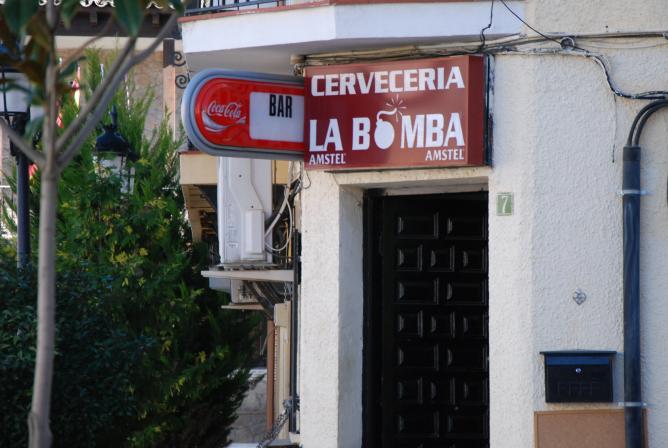 CERVECERIA
LA BOMBA
AMSTEL AMSTEL
Coca-Cola BAR
7